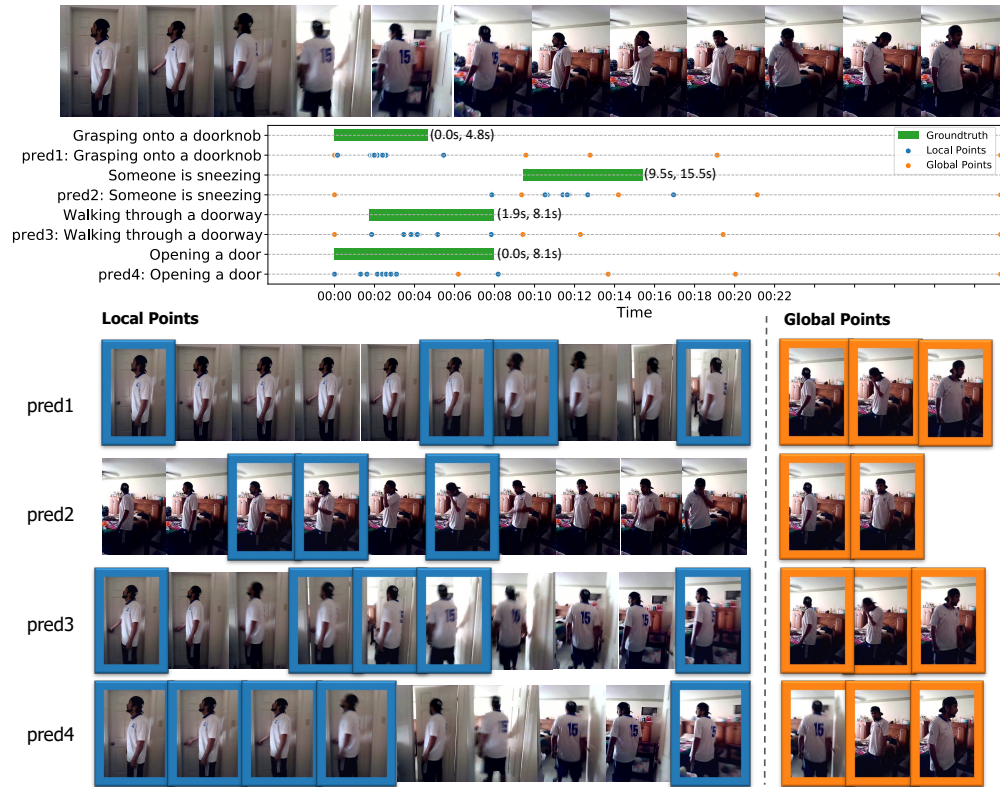 Grasping onto a doorknob
(0.0s, 4.8s)
Groundtruth
Local Points
Global Points
pred1: Grasping onto a doorknob
Someone is sneezing
(9.5s, 15.5s)
pred2: Someone is sneezing
Walking through a doorway
(1.9s, 8.1s)
pred3: Walking through a doorway
Opening a door
(0.0s, 8.1s)
pred4: Opening a door
00:00 00:02 00:04 00:06 00:08 00:10 00:12 00:14 00:16 00:18 00:20 00:22
Time
Local Points
Global Points
pred1
pred2
pred3
pred4
15
15
15
15
15
15
15
15